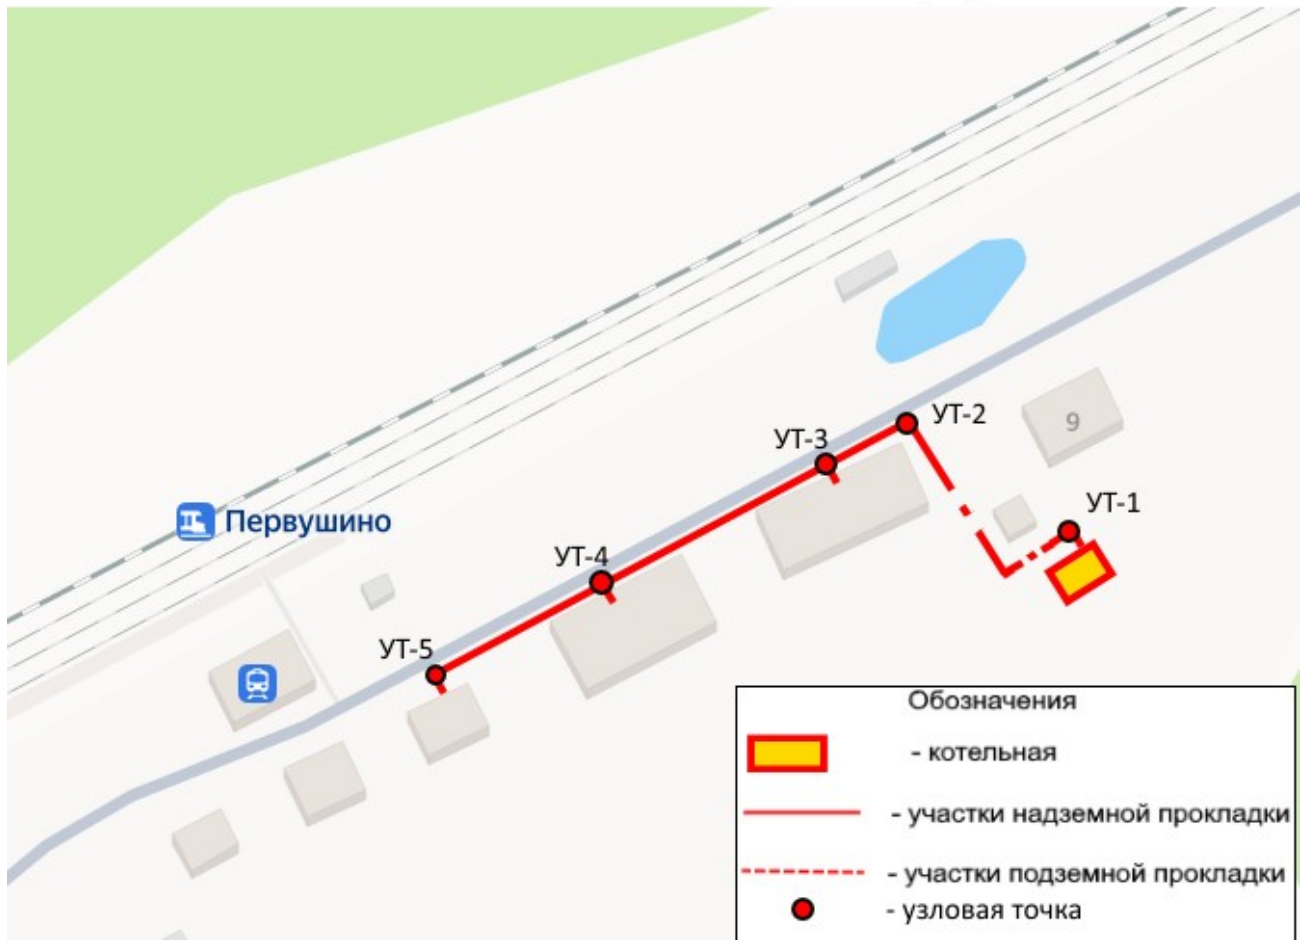 УТ-2
9
УТ-3
УТ-1
Первушино
УТ-4
УТ-5
Обозначения
- котельная
- участки надземной прокладки
- участки подземной прокладки
- узловая точка